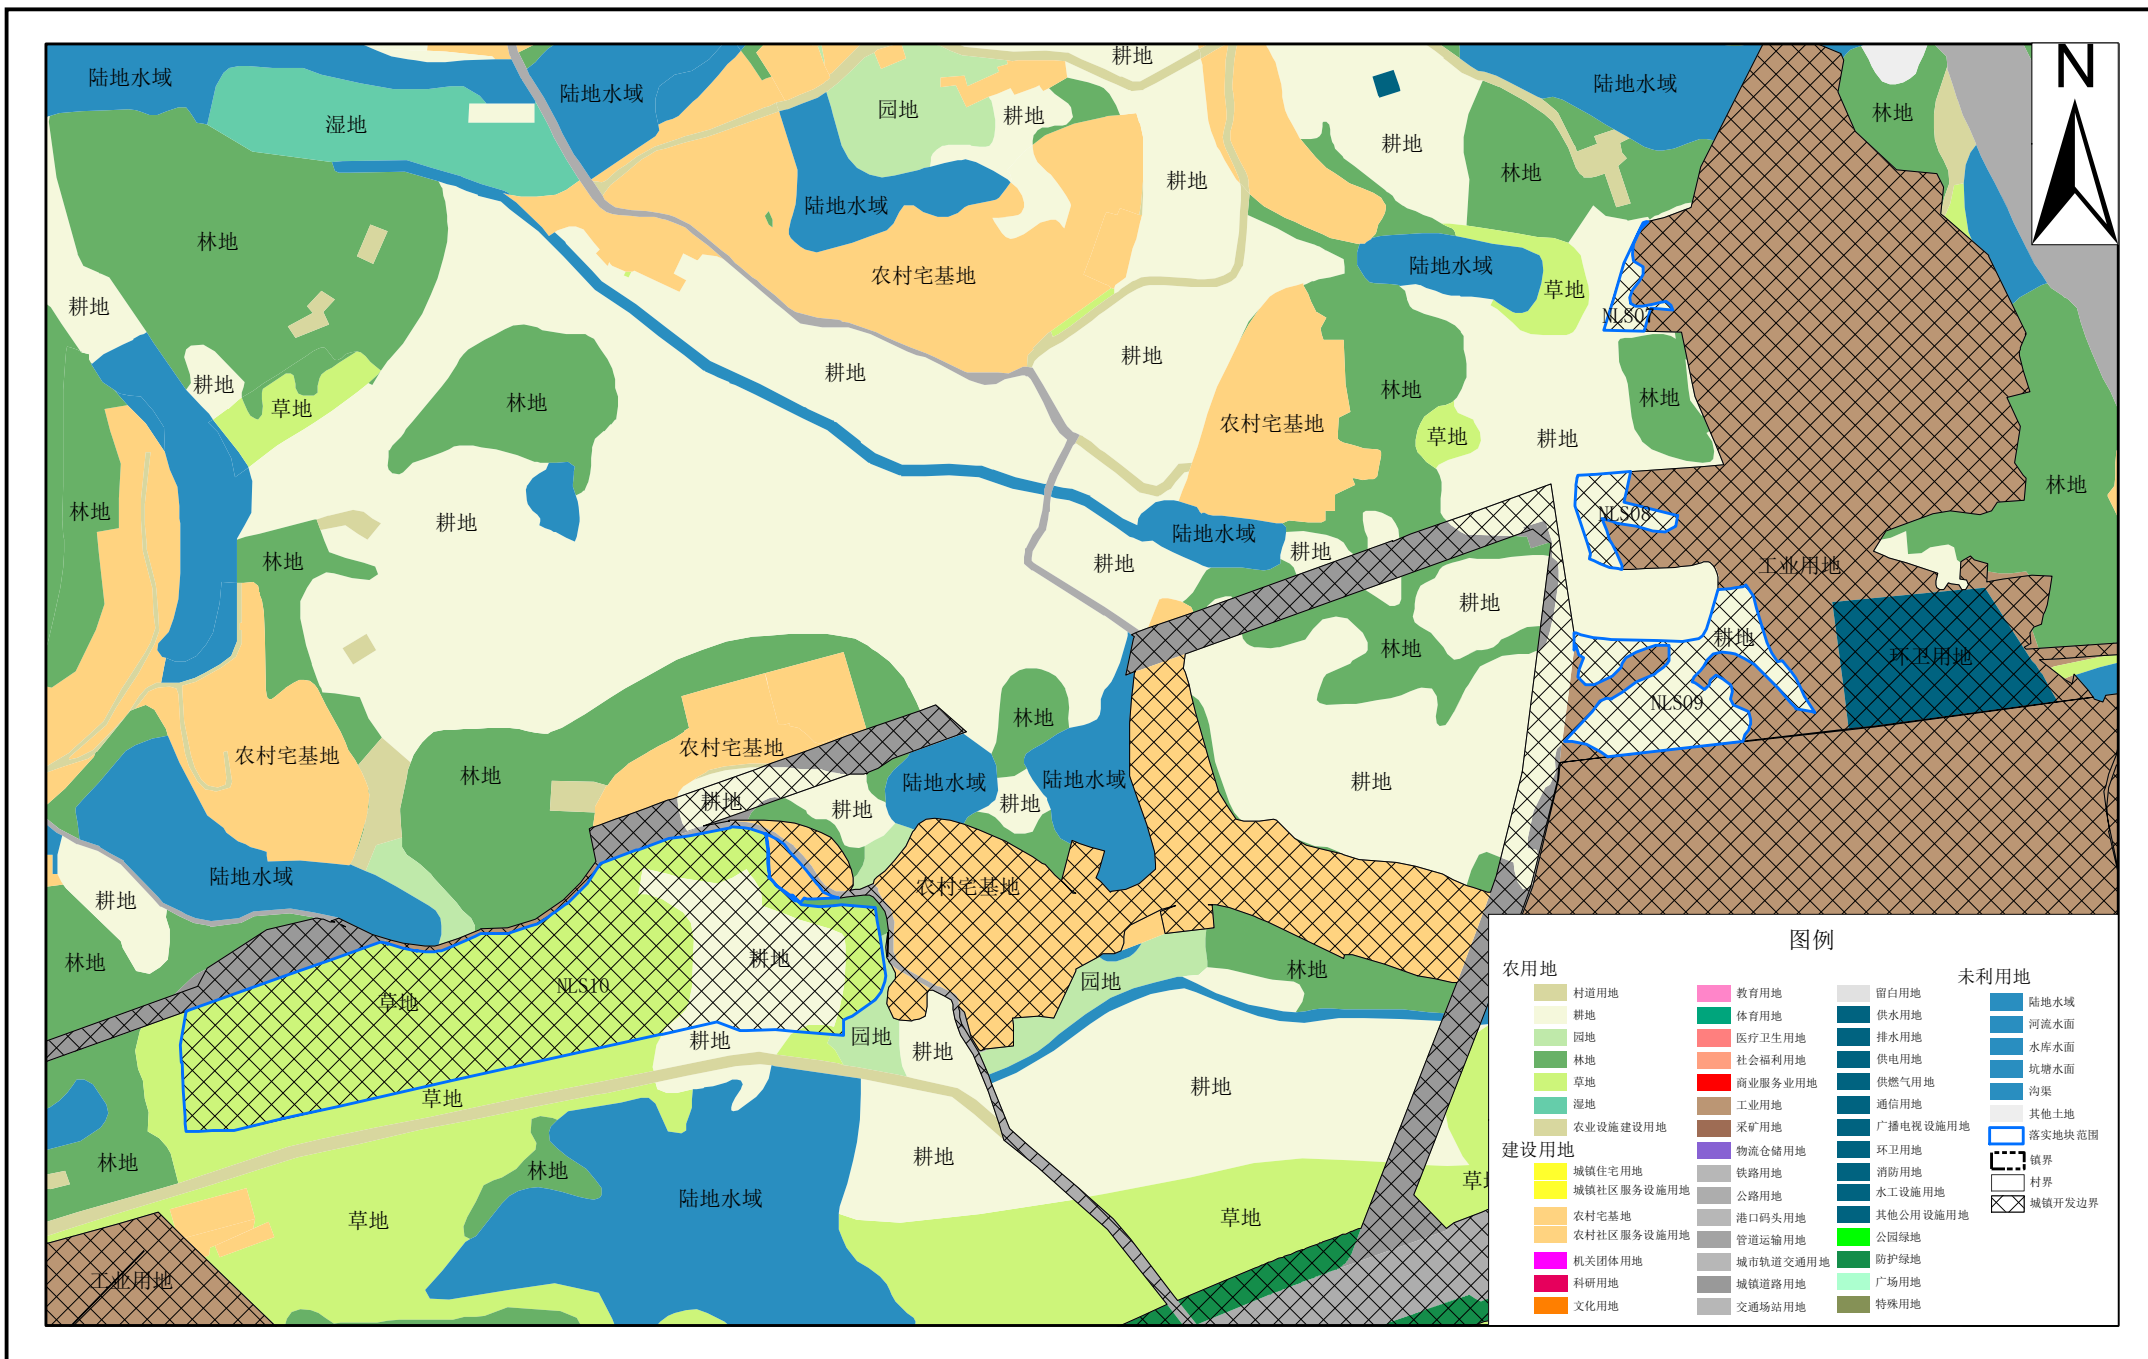 耕地
N
陆地水域
陆地水域
陆地水域
园地
林地
湿地
耕地
耕地
林地
耕地
陆地水域
林地
农村宅基地
陆地水域
草地
耕地
NLS07
耕地
耕地
耕地
林地
林地
草地
林地
农村宅基地
草地
耕地
林地
林地
耕地
NLS08
陆地水域
耕地
林地
耕地
工业用地
耕地
耕地
林地
环卫用地
NLS09
林地
农村宅基地
农村宅基地
林地
陆地水域
陆地水域
耕地
耕地
耕地
耕地
陆地水域
农村宅基地
耕地
林地
耕地
林地
园地
草地
NLS10
耕地
园地
耕地
耕地
草地
林地
林地
耕地
陆地水域
草地
草地
草地
工业用地
图例
农用地
村道用地
耕地
园地
林地
草地
湿地
农业设施建设用地
建设用地
城镇住宅用地
城镇社区服务设施用地
农村宅基地
农村社区服务设施用地
机关团体用地
科研用地
文化用地
教育用地
体育用地
医疗卫生用地
社会福利用地
商业服务业用地
工业用地
采矿用地
物流仓储用地
铁路用地
公路用地
港口码头用地
管道运输用地
城市轨道交通用地
城镇道路用地
交通场站用地
留白用地
供水用地
排水用地
供电用地
供燃气用地
通信用地
广播电视设施用地
环卫用地
消防用地
水工设施用地
其他公用设施用地
公园绿地
防护绿地
广场用地
特殊用地
未利用地
陆地水域
河流水面
水库水面
坑塘水面
沟渠
其他土地
落实地块范围
镇界
村界
城镇开发边界